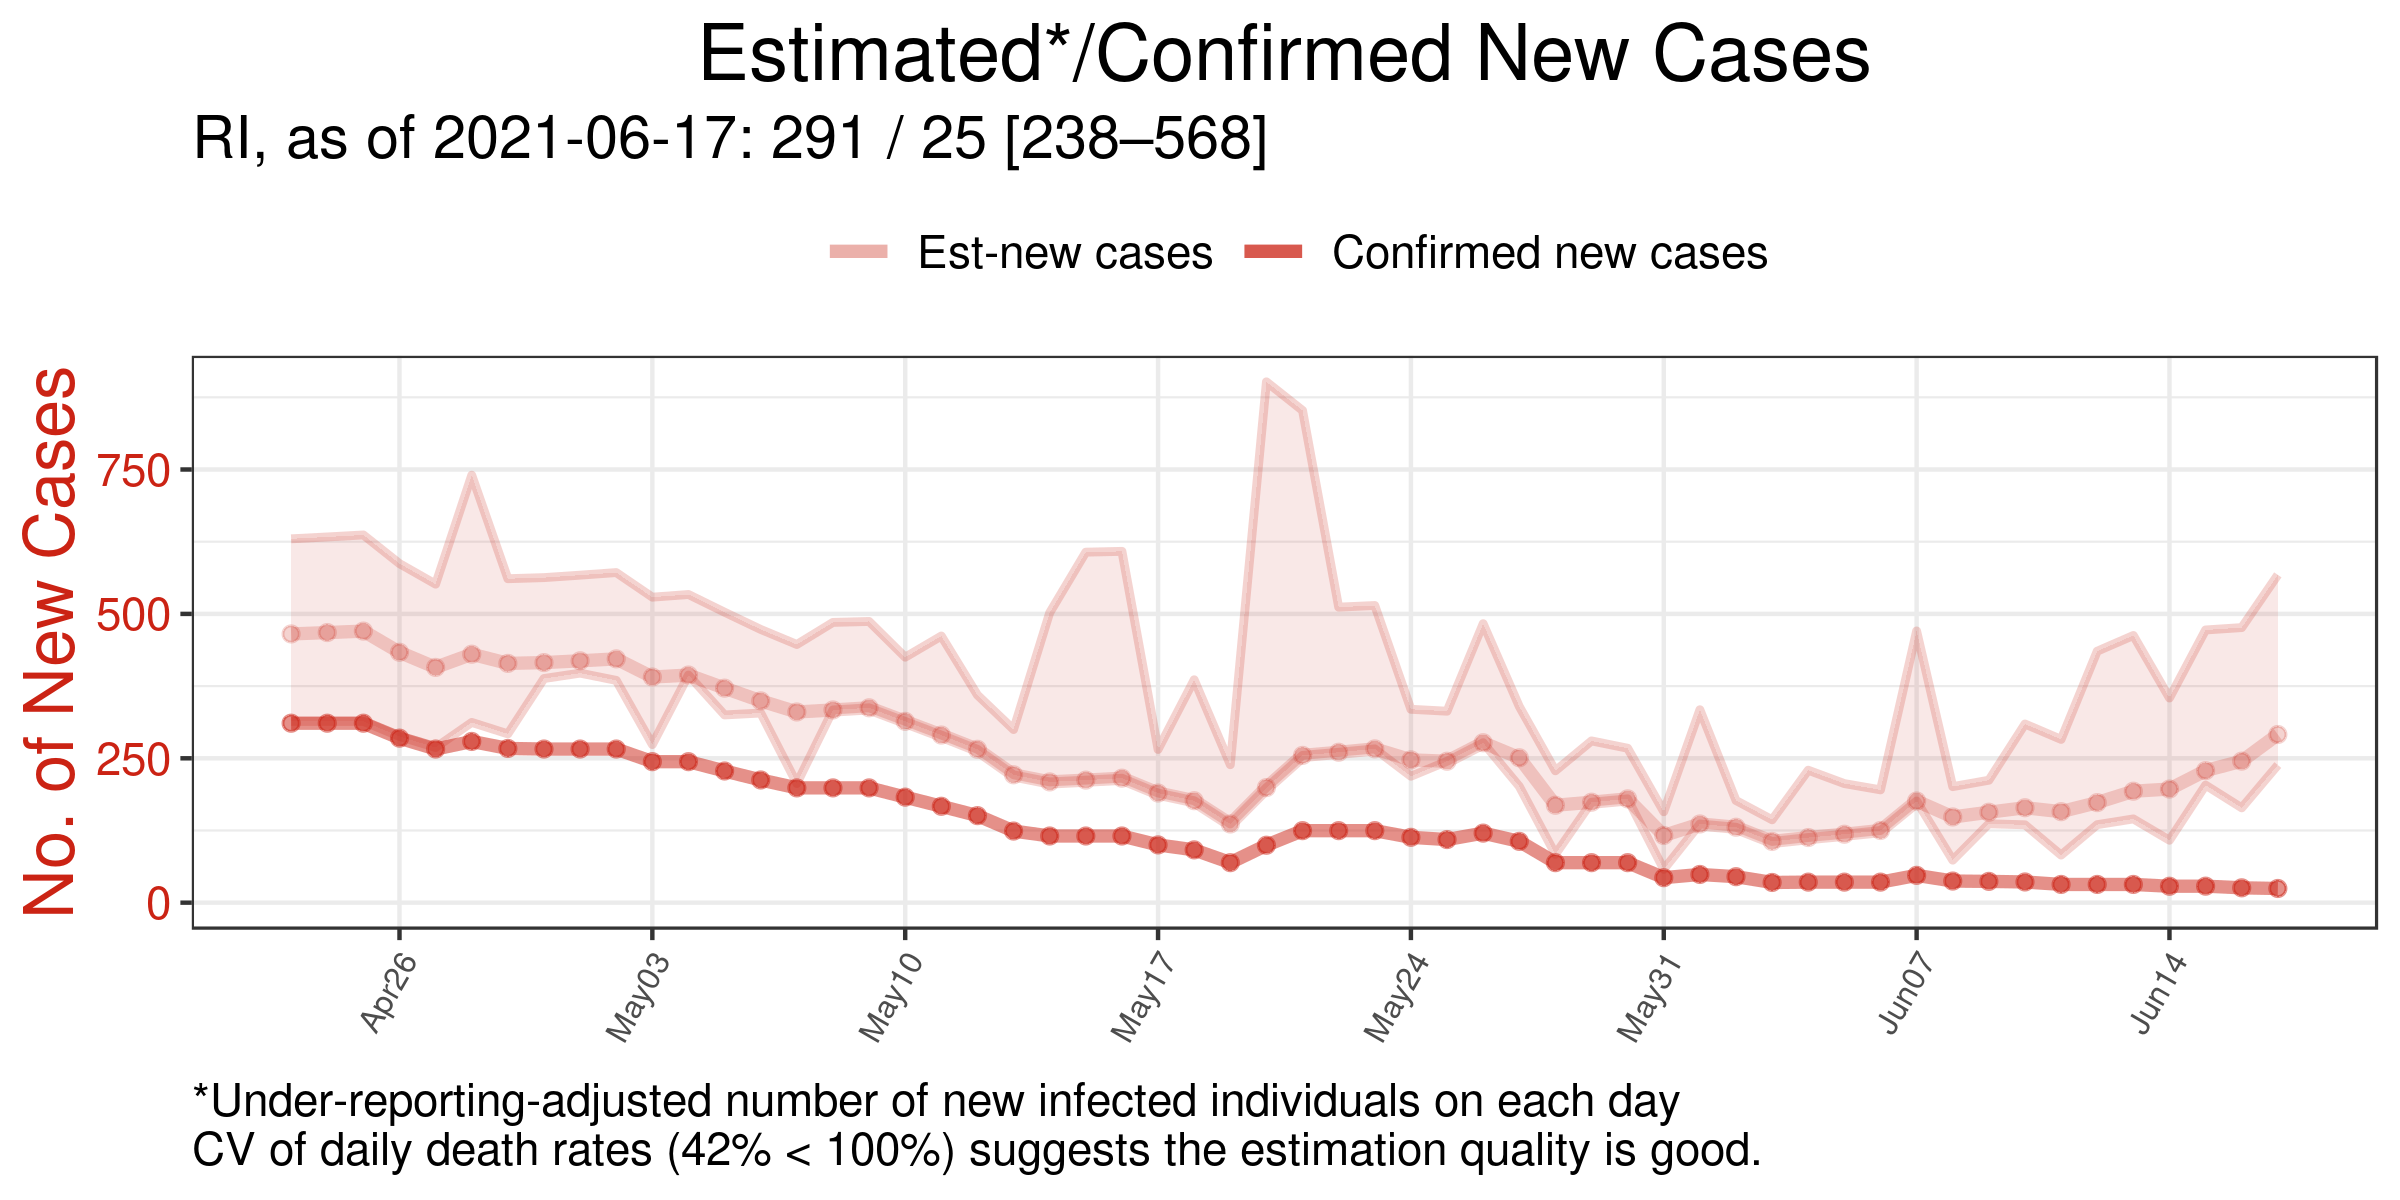 Estimated*/Confirmed New Cases
RI, as of 2021-06-17: 291 / 25 [238–568]
Est-new cases
Confirmed new cases
No. of New Cases
750
500
250
0
Apr26
May03
May10
May17
May24
May31
Jun07
Jun14
*Under-reporting-adjusted number of new infected individuals on each day
CV of daily death rates (42% < 100%) suggests the estimation quality is good.